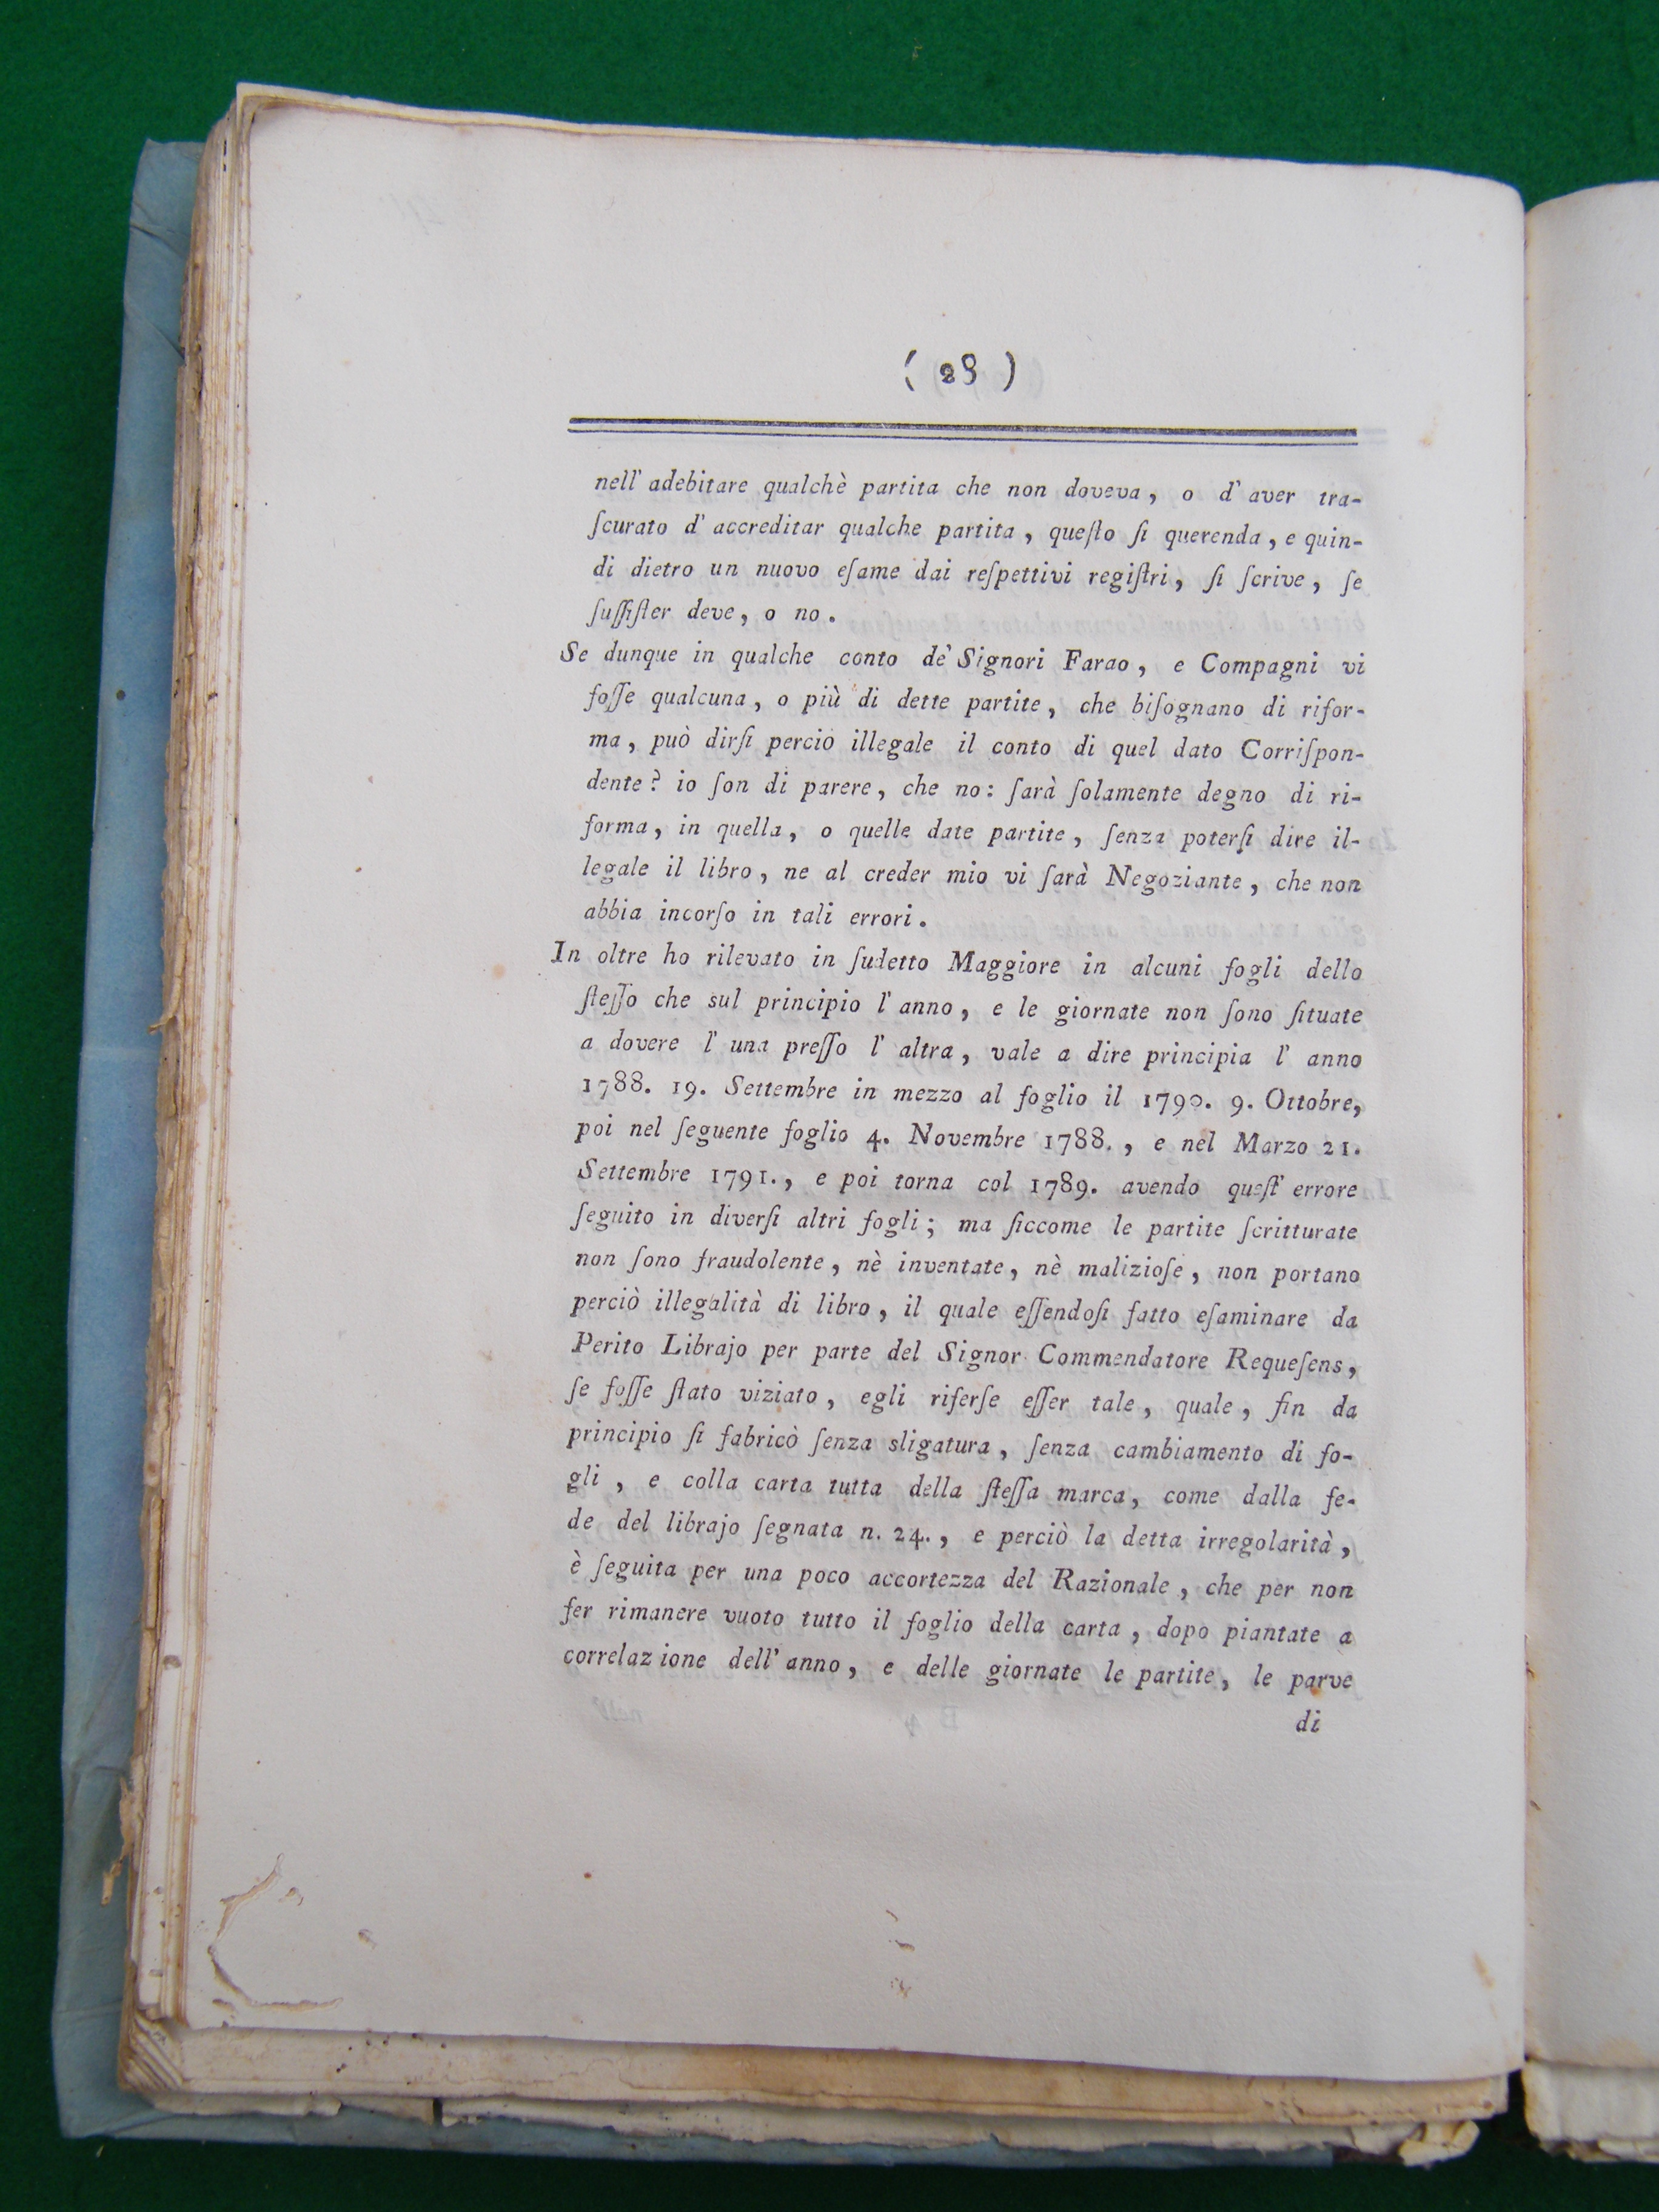 ( 28 )
nell' adebitare qualchè partita che non doveva, o d' aver tra-
ſcurato d' accreditar qualche partita, queſto ſi querenda, e quin-
di dietro un nuovo eſame dai reſpettivi regiſtri, ſi ſcrive, ſe
ſuſſiſter deve, o no.
Se dunque in qualche conto de' Signori Farao, e Compagni vi
foſſe qualcuna, o più di dette partite, che biſognano di rifor-
ma, può dirſi percio illegale il conto di quel dato Corriſpon-
dente? io ſon di parere, che no: ſarà ſolamente degno di ri-
forma, in quella, o quelle date partite, ſenza poterſi dire il-
legale il libro, ne al creder mio vi ſarà Negoziante, che non
abbia incorſo in tali errori.
In oltre ho rilevato in ſudetto Maggiore in alcuni fogli dello
ſteſſo che sul principio l' anno, e le giornate non ſono ſituate
a dovere l' una preſſo l' altra, vale a dire principia l' anno
1788. 19. Settembre in mezzo al foglio il 1790. 9. Ottobre,
poi nel ſeguente foglio 4. Novembre 1788., e nel Marzo 21.
Settembre 1791., e poi torna col 1789. avendo queſt' errore
ſeguito in diverſi altri fogli; ma ſiccome le partite ſcritturate
non ſono fraudolente, nè inventate, nè malizioſe, non portano
perciò illegalità di libro, il quale eſſendoſi fatto eſaminare da
Perito Librajo per parte del Signor Commendatore Requeſens,
ſe foſſe ſtato viziato, egli riferſe eſſer tale, quale, fin da
principio ſi fabricò ſenza sligatura, ſenza cambiamento di fo-
gli, e colla carta tutta della ſteſſa marca, come dalla fe-
de del librajo ſegnata n. 24., e perciò la detta irregolarità,
è ſeguita per una poco accortezza del Razionale, che per non
fer rimanere vuoto tutto il foglio della carta, dopo piantate a
correlazione dell' anno, e delle giornate le partite, le parve
di